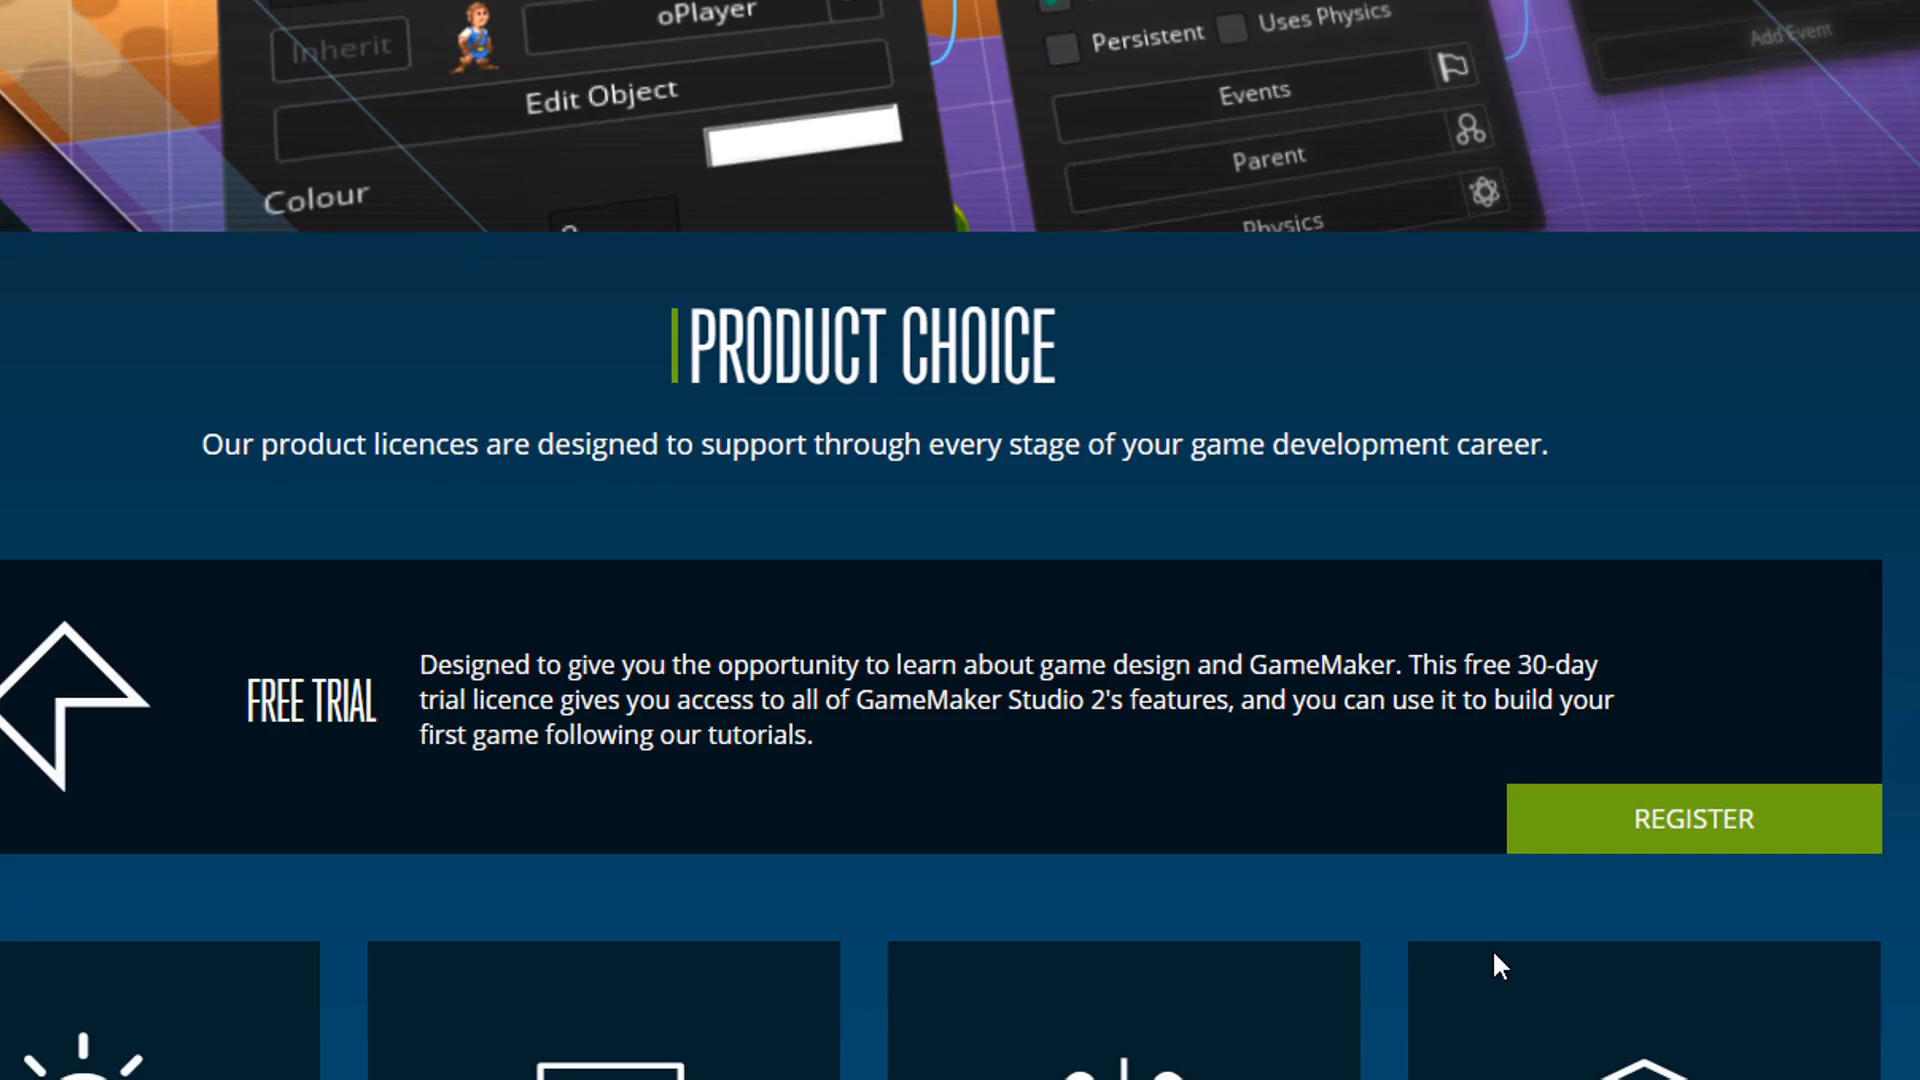 Inherit
oPlayer
Edit Object
Colour
Persistent
Uses Physics
Events
Parent
Physics
Add Event
PRODUCT CHOICE
Our product licences are designed to support through every stage of your game development career.
FREE TRIAL
Designed to give you the opportunity to learn about game design and GameMaker. This free 30-day
trial licence gives you access to all of GameMaker Studio 2's features, and you can use it to build your
first game following our tutorials.
REGISTER